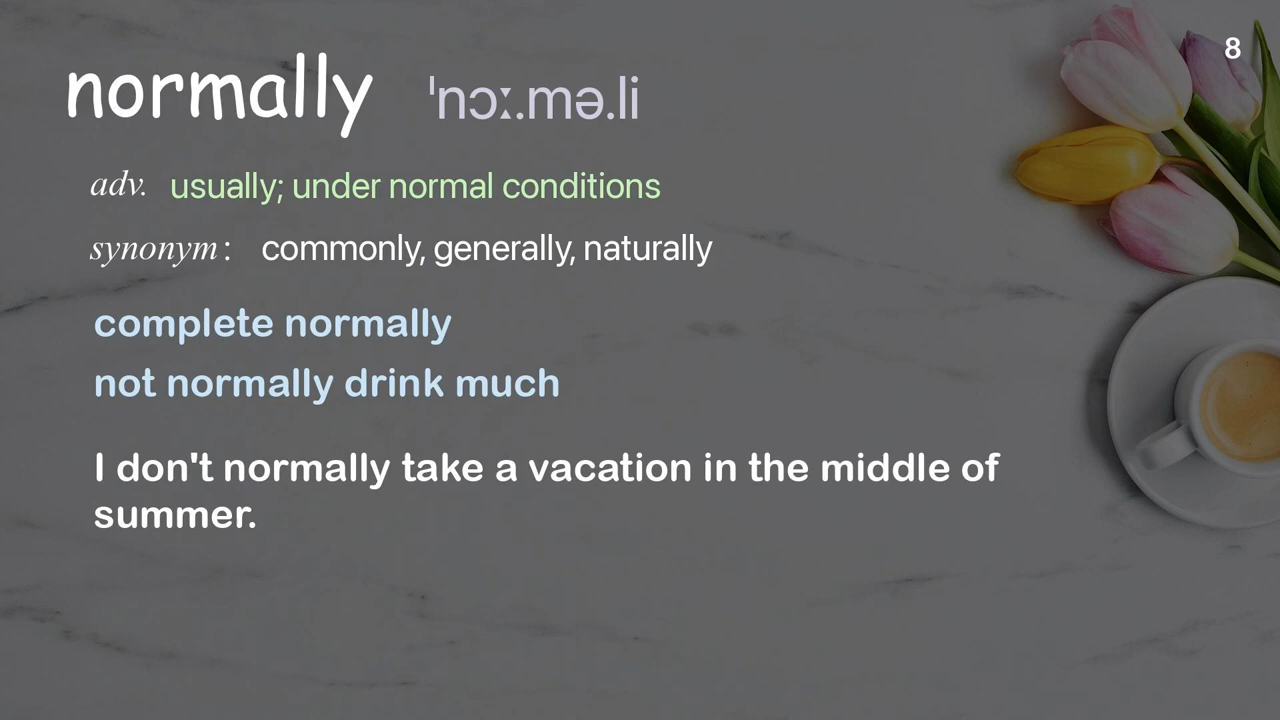 8
normally ˈnɔː.mə.li
adv. usually; under normal conditions
synonym: commonly, generally, naturally
complete normally
not normally drink much
I don't normally take a vacation in the middle of
summer.